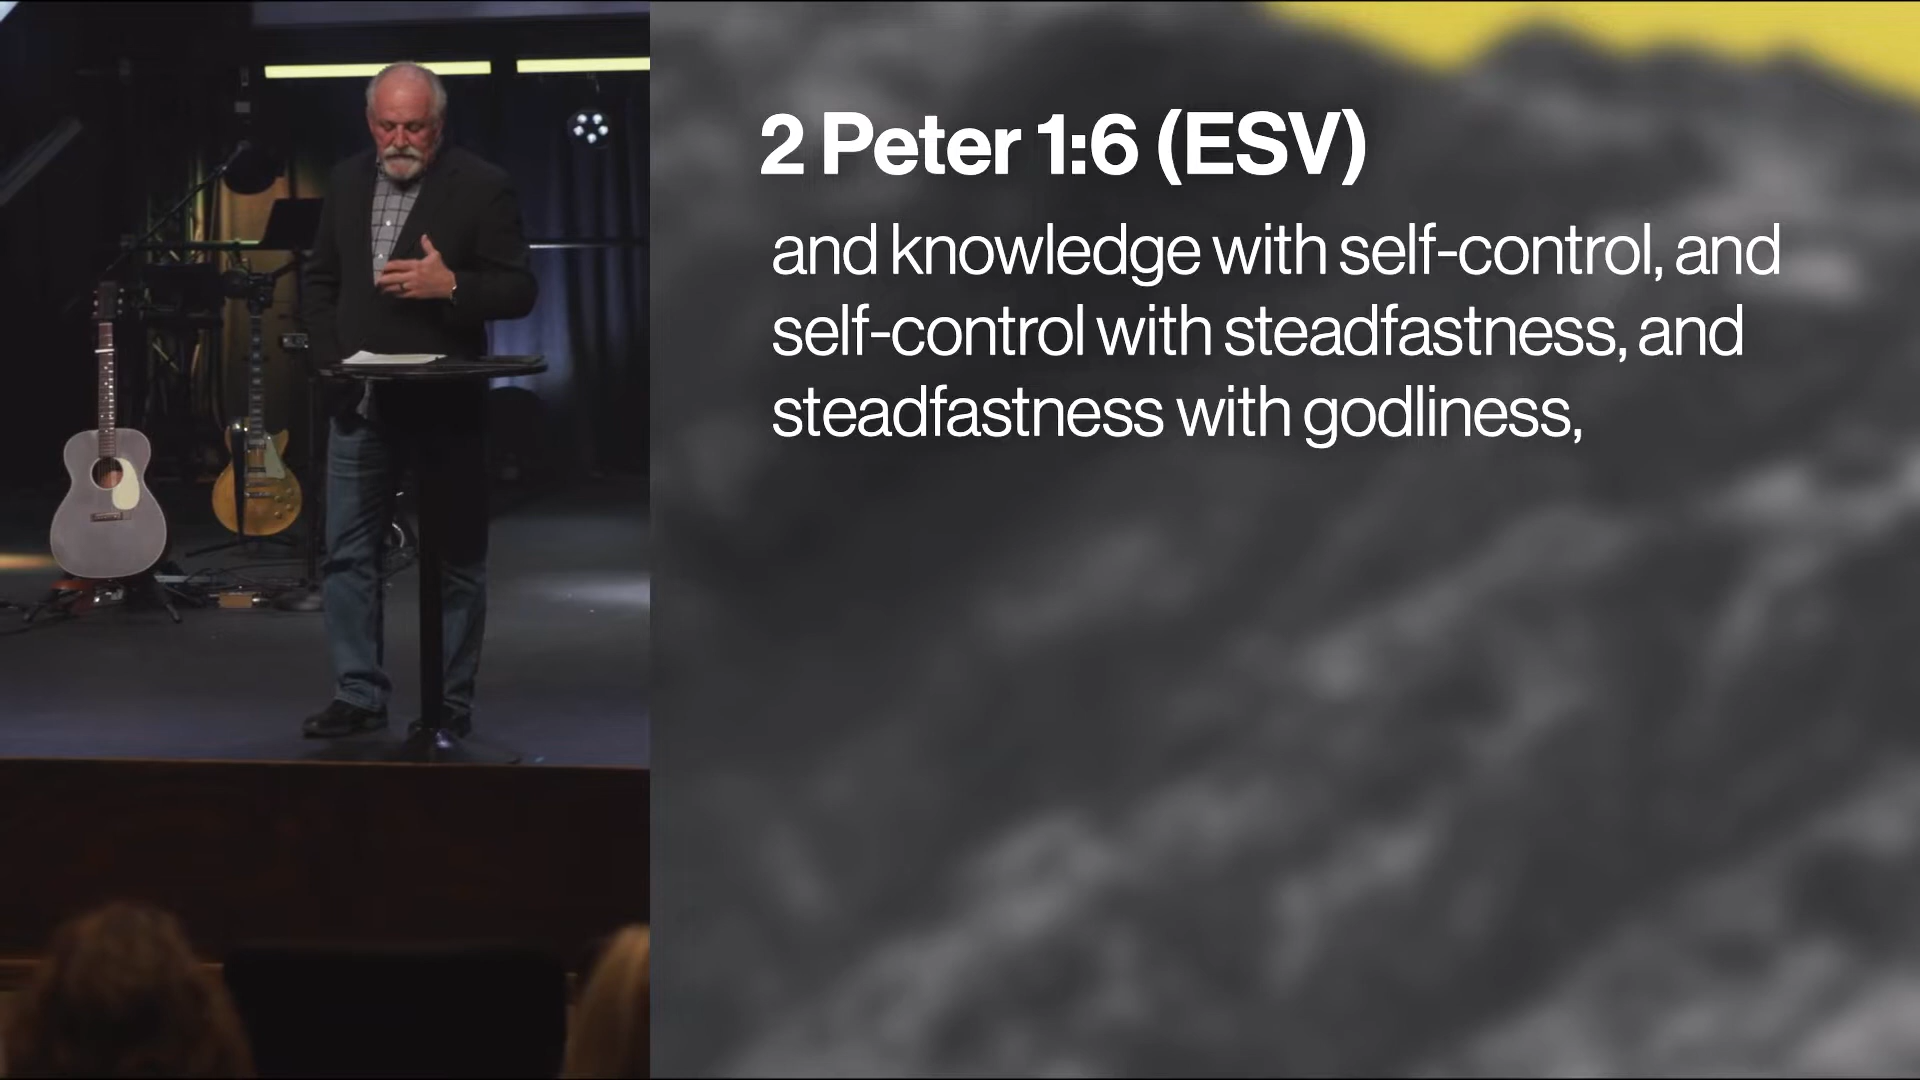 2 Peter 1:6 (ESV)
and knowledge with self-control, and
self-control with steadfastness, and
steadfastness with godliness,